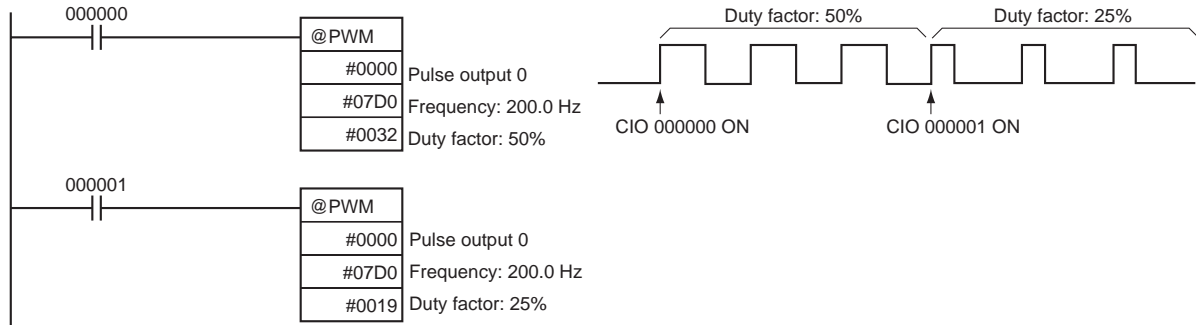 000000
@PWM
#0000 Pulse output 0
#07D0 Frequency: 200.0 Hz
#0032 Duty factor: 50%
Duty factor: 50%
Duty factor: 25%
CIO 000000 ON
CIO 000001 ON
000001
@PWM
#0000 Pulse output 0
#07D0 Frequency: 200.0 Hz
#0019 Duty factor: 25%